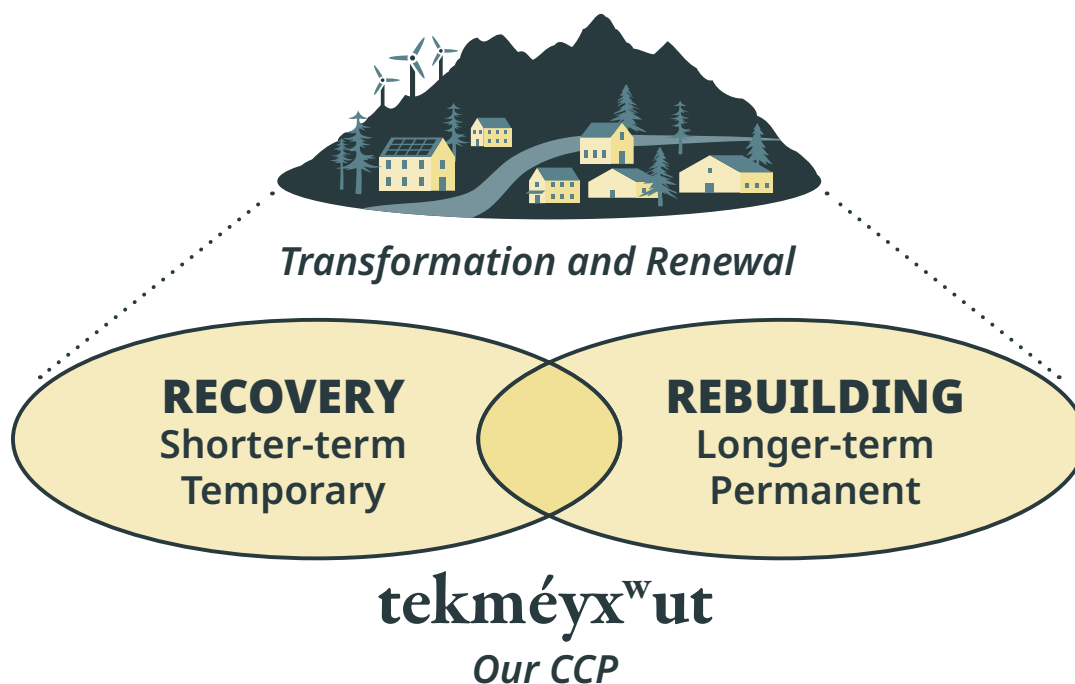 Transformation and Renewal
RECOVERY
Shorter-term
Temporary
REBUILDING
Longer-term
Permanent
tekméyxʷut
Our CCP